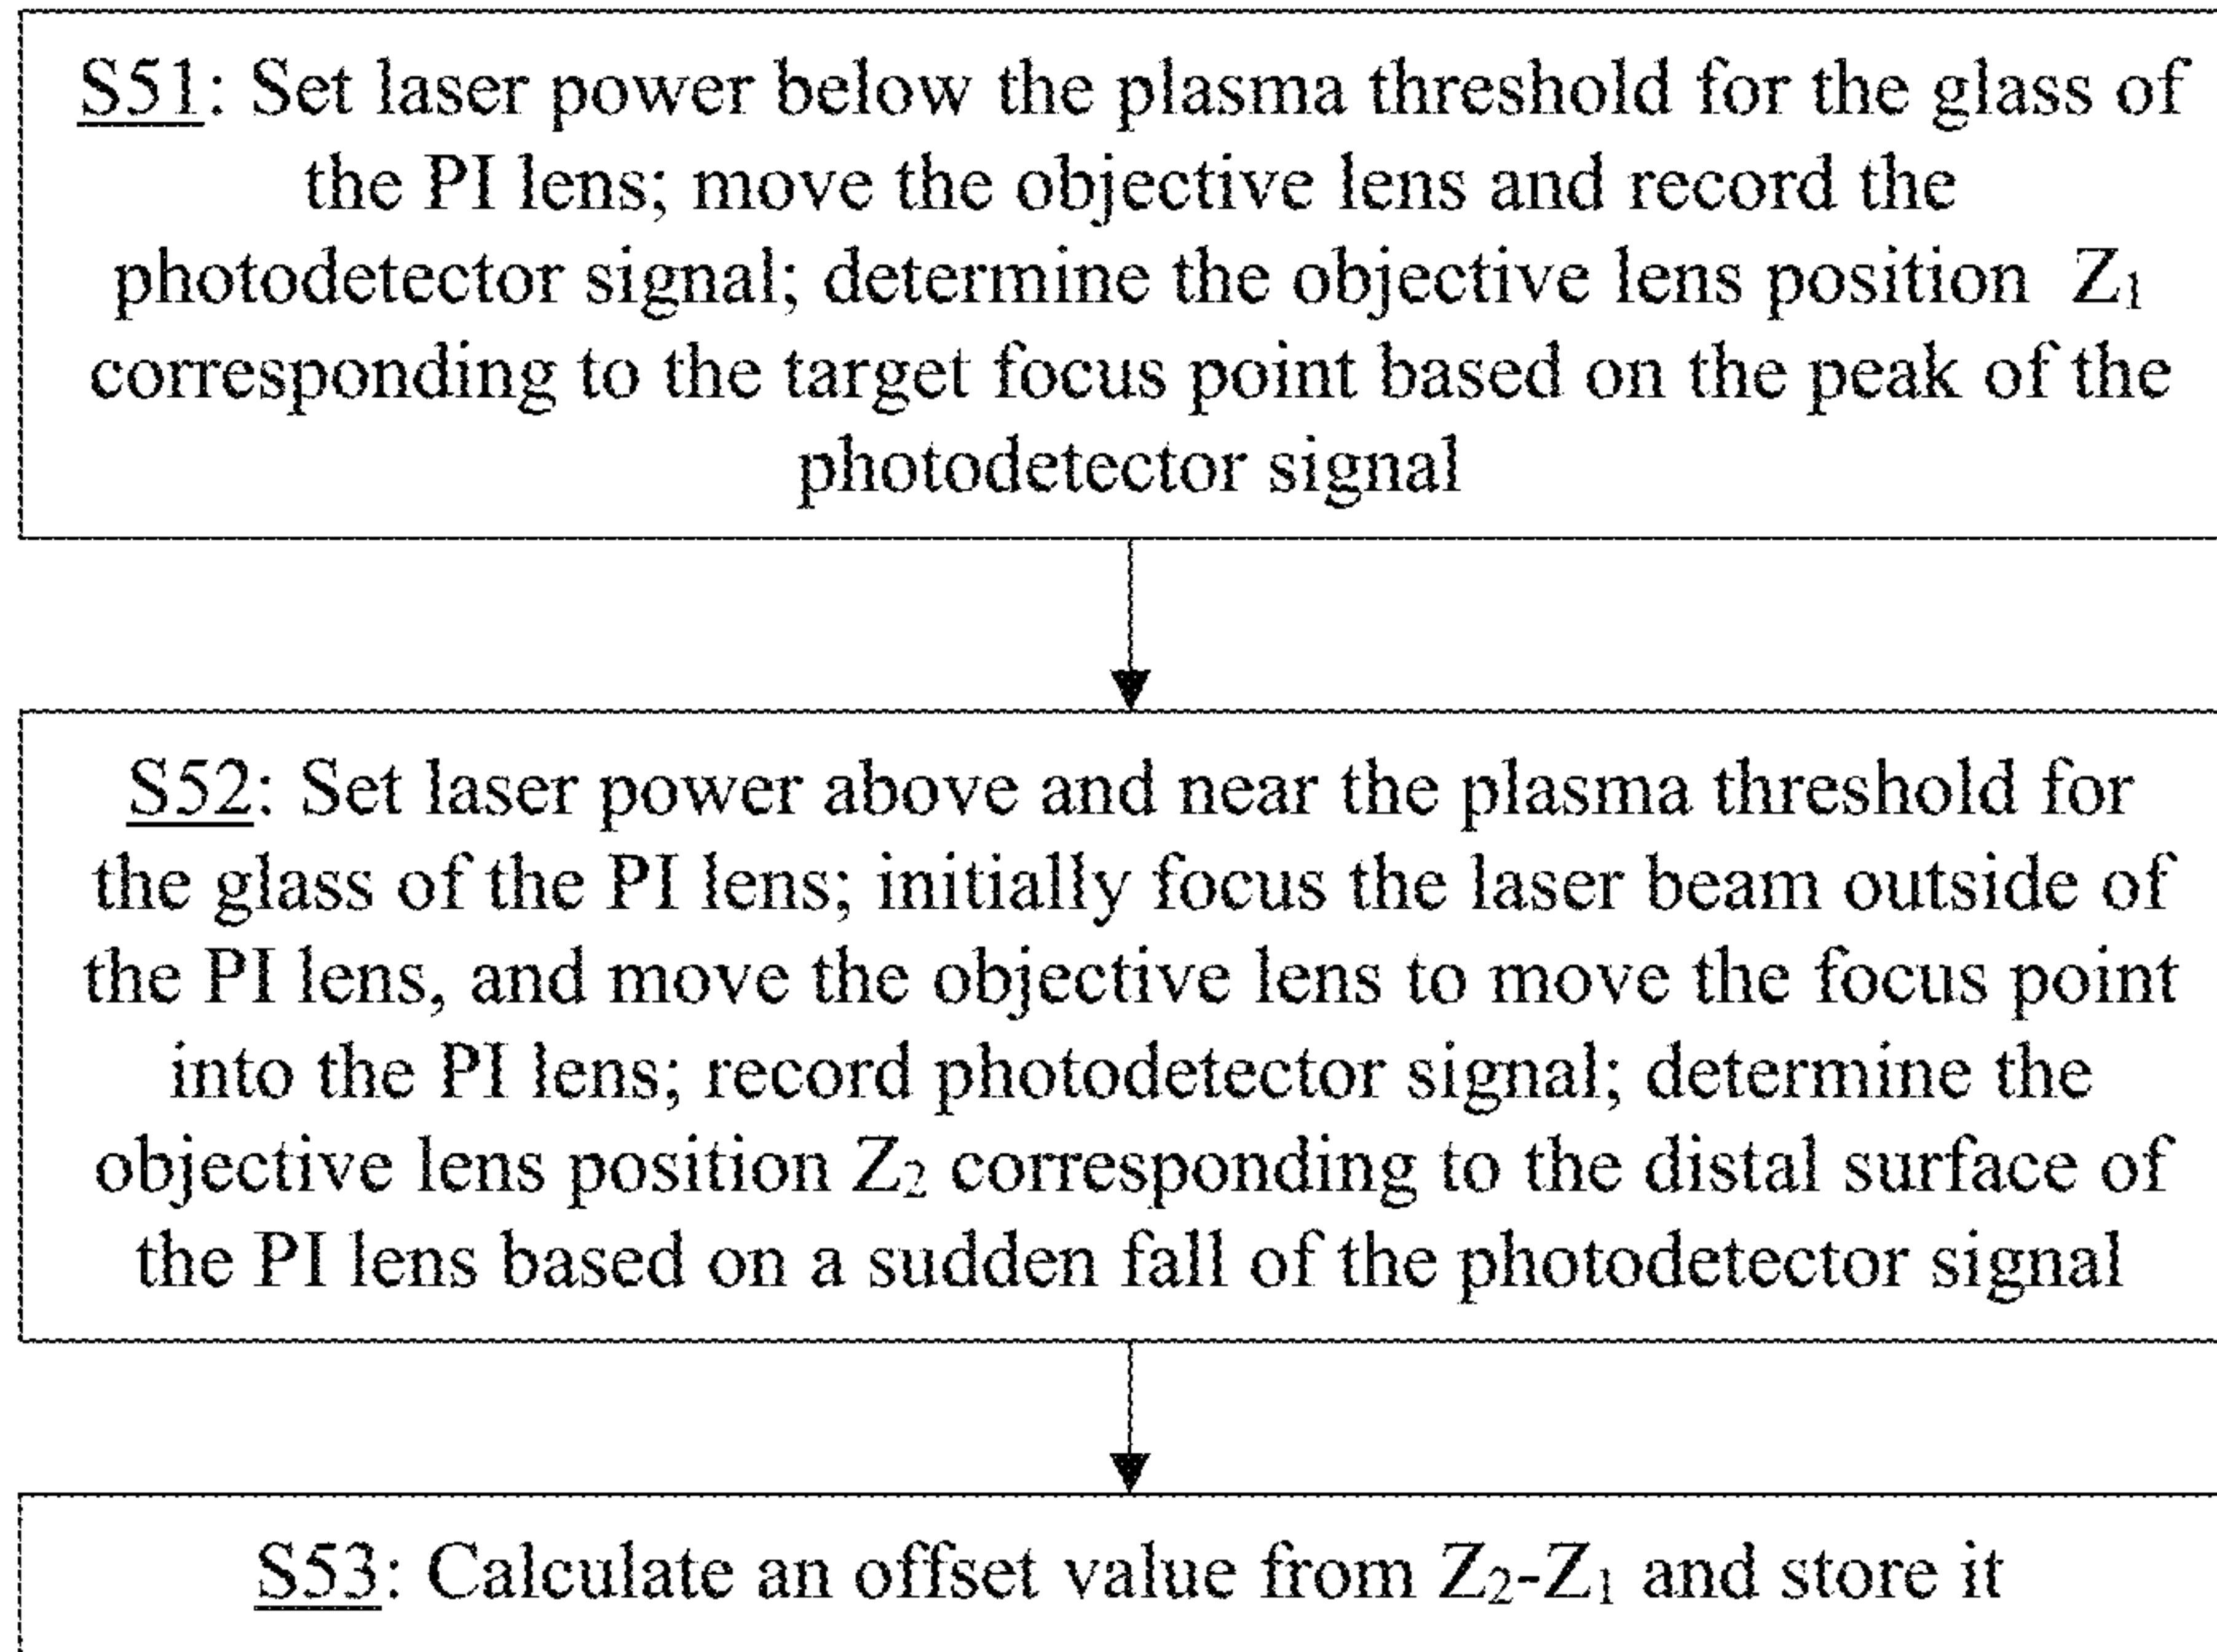 S51: Set laser power below the plasma threshold for the glass of
the PI lens; move the objective lens and record the
photodetector signal; determine the objective lens position Z₁
corresponding to the target focus point based on the peak of the
photodetector signal
S52: Set laser power above and near the plasma threshold for
the glass of the PI lens; initially focus the laser beam outside of
the PI lens, and move the objective lens to move the focus point
into the PI lens; record photodetector signal; determine the
objective lens position Z₂ corresponding to the distal surface of
the PI lens based on a sudden fall of the photodetector signal
S53: Calculate an offset value from Z₂-Z₁ and store it